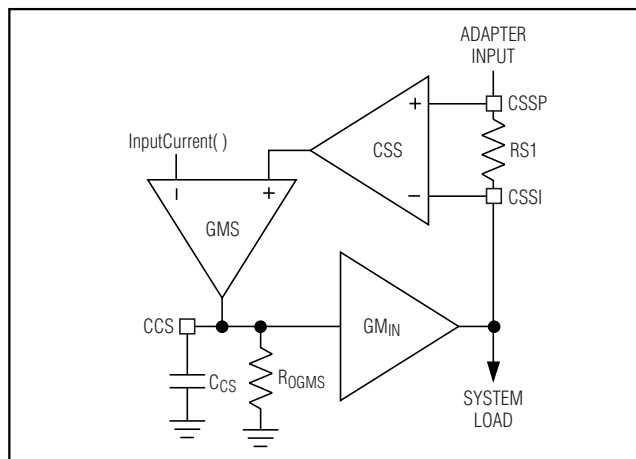 ADAPTER
INPUT
CSSP
+
CSS
RS1
InputCurrent( )
−
+
−
CSSI
GMS
CCS
GMIN
CCS
ROGMS
SYSTEM
LOAD